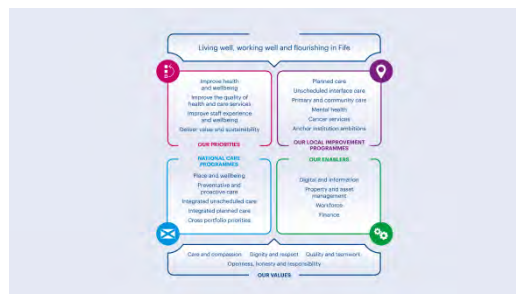 Living well, working well and flourishing in Fife
Improve health
and wellbeing
Improve the quality of
health and care services
Improve staff experience
and wellbeing
Deliver value and sustainability
OUR PRIORITIES
Planned care
Unscheduled interface care
Primary and community care
Mental health
Cancer services
Anchor institution ambitions
OUR LOCAL IMPROVEMENT
PROGRAMMES
NATIONAL CARE
PROGRAMMES
Place and wellbeing
Preventative and
proactive care
Integrated unscheduled care
Integrated planned care
Cross portfolio priorities
OUR ENABLERS
Digital and information
Property and asset
management
Workforce
Finance
Care and compassion Dignity and respect Quality and teamwork
Openness, honesty and responsibility
OUR VALUES